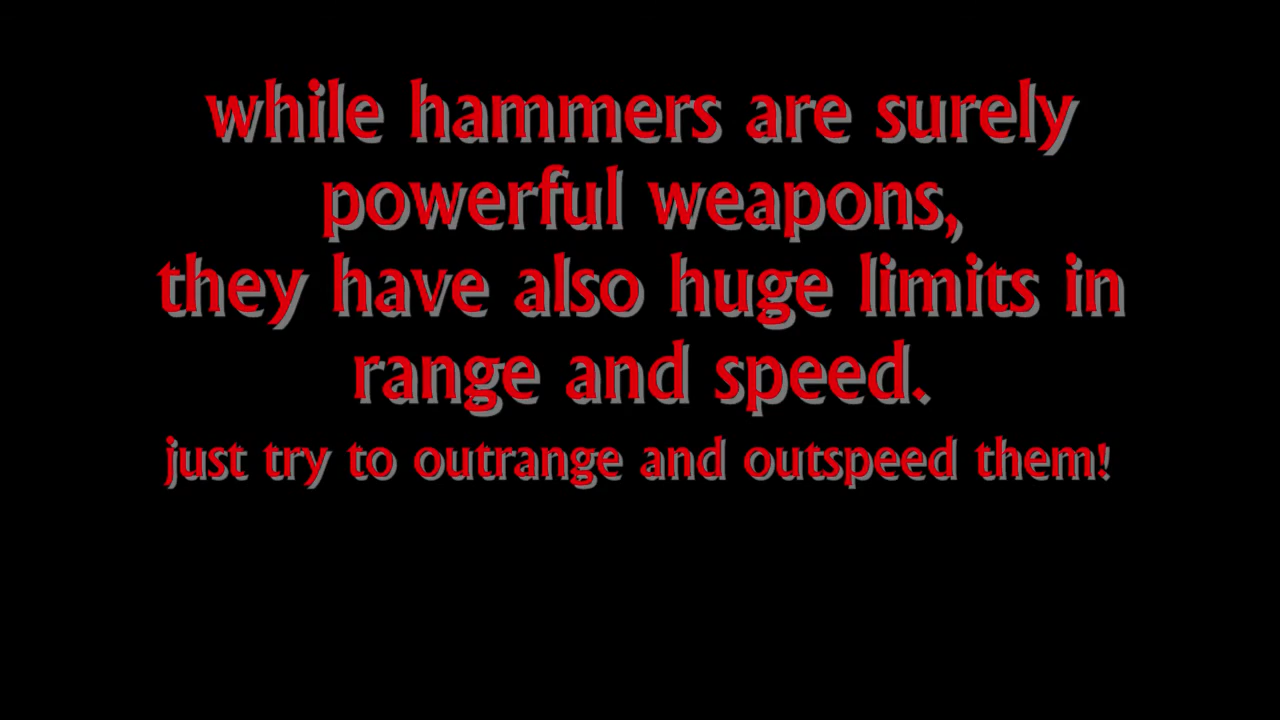 while hammers are surely
powerful weapons,
they have also huge limits in
range and speed.
just try to outrange and outspeed them!